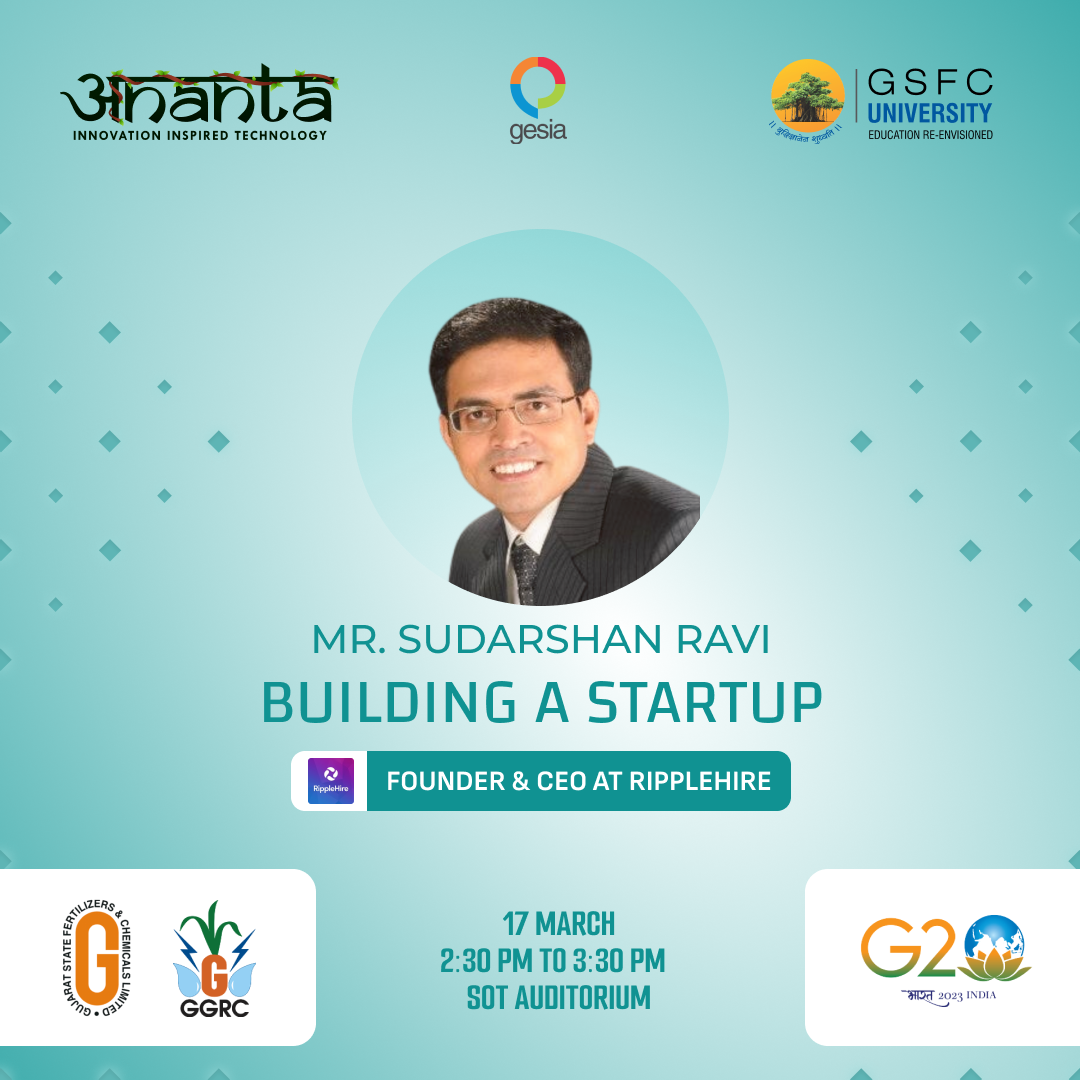 अnanta
INNOVATION INSPIRED TECHNOLOGY
gesia
GSFC
UNIVERSITY
EDUCATION RE-ENVISIONED
MR. SUDARSHAN RAVI
BUILDING A STARTUP
RippleHire
FOUNDER & CEO AT RIPPLEHIRE
GUJARAT STATE FERTILIZERS & CHEMICALS LIMITED
G
G
GGRC
17 MARCH
2:30 PM TO 3:30 PM
SOT AUDITORIUM
G20
भारत 2023 INDIA